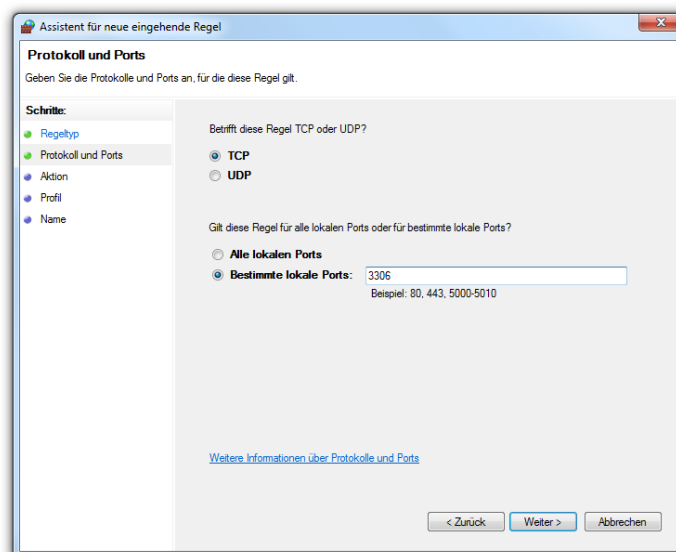 Assistent für neue eingehende Regel
Protokoll und Ports
Geben Sie die Protokolle und Ports an, für die diese Regel gilt.
Schritte:
Regeltyp
Protokoll und Ports
Aktion
Profil
Name
Betrifft diese Regel TCP oder UDP?
TCP
UDP
Gilt diese Regel für alle lokalen Ports oder für bestimmte lokale Ports?
Alle lokalen Ports
Bestimmte lokale Ports: 3306
Beispiel: 80, 443, 5000-5010
Weitere Informationen über Protokolle und Ports
< Zurück Weiter > Abbrechen